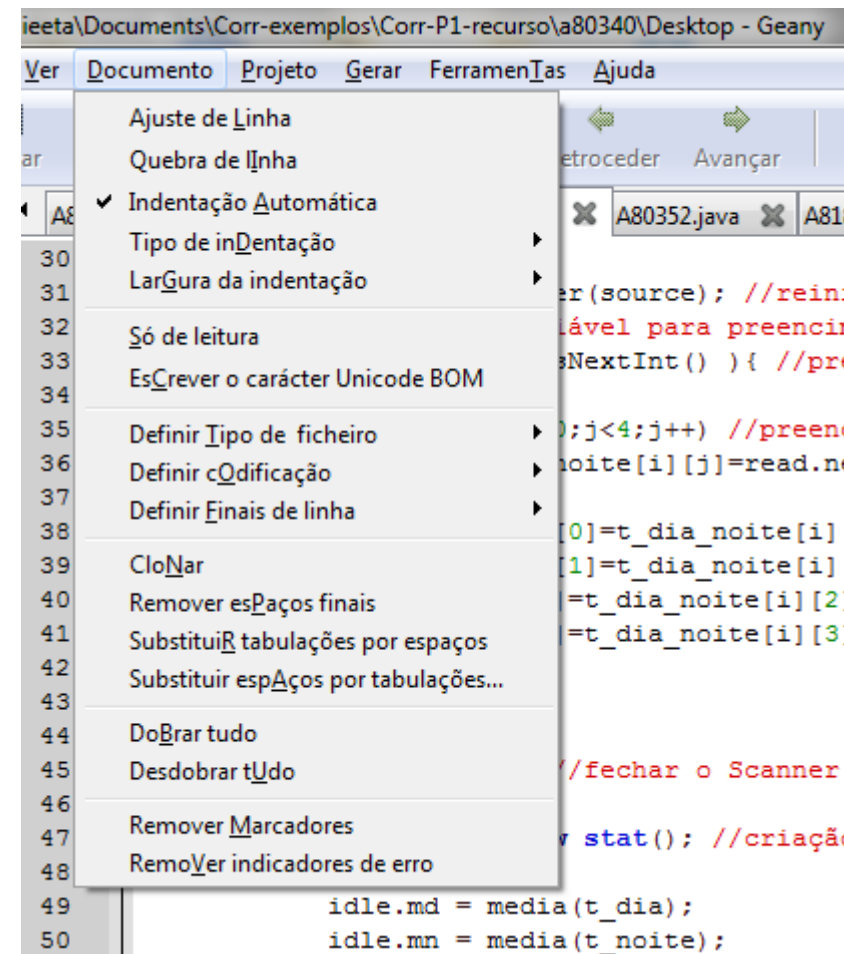 ieeta\Documents\Corr-exemplos\Corr-P1-recurso\a80340\Desktop - Geany
Ver Documento Projeto Gerar FerramenTas Ajuda
ar etroceder Avançar
A8 A80352.java A81
Ajuste de Linha
Quebra de lInha
Indentação Automática
Tipo de inDentação
LarGura da indentação
Só de leitura
EsCrever o carácter Unicode BOM
Definir Tipo de ficheiro
Definir cOdificação
Definir Finais de linha
CloNar
Remover esPaços finais
SubstituiR tabulações por espaços
Substituir espAços por tabulações...
DoBrar tudo
Desdobrar tUdo
Remover Marcadores
RemoVer indicadores de erro
30
31 er(source); //rein
32 iável para preenci
33 sNextInt() ){ //pre
34
35 ;j<4;j++) //preen
36 noite[i][j]=read.ne
37
38 [0]=t_dia_noite[i]
39 [1]=t_dia_noite[i]
40 =t_dia_noite[i][2]
41 =t_dia_noite[i][3]
42
43
44
45 //fechar o Scanner
46
47 stat(); //criaçã
48
49 idle.md = media(t_dia);
50 idle.mn = media(t_noite);